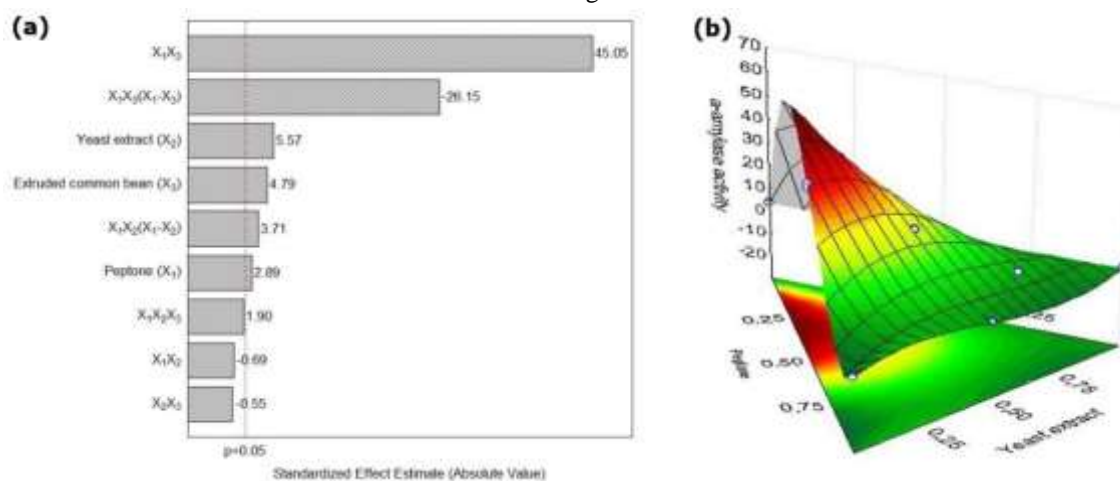 (a)
X₁X₃
45.05
X₁X₃(X₁-X₃)
-26.15
Yeast extract (X₂)
5.57
Extruded common bean (X₃)
4.79
X₁X₂(X₁-X₂)
3.71
Peptone (X₁)
2.89
X₁X₂X₃
1.90
X₁X₂
-0.69
X₂X₃
-0.55
p=0.05
Standardized Effect Estimate (Absolute Value)
(b)
70
60
50
40
30
20
10
0
-10
-20
α-amylase activity
0.25
0.50
0.75
0.25
0.50
0.75
Yeast extract